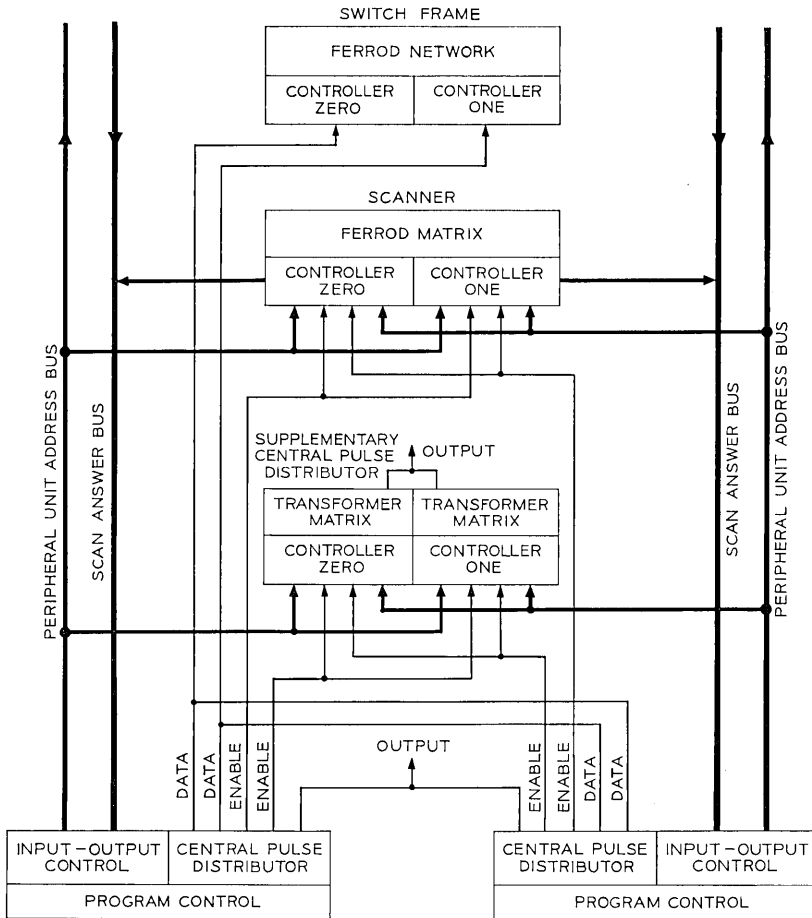 SWITCH FRAME
FERROD NETWORK
CONTROLLER
ZERO
CONTROLLER
ONE
SCANNER
FERROD MATRIX
CONTROLLER
ZERO
CONTROLLER
ONE
PERIPHERAL UNIT ADDRESS BUS
SCAN ANSWER BUS
SCAN ANSWER BUS
PERIPHERAL UNIT ADDRESS BUS
SUPPLEMENTARY
CENTRAL PULSE
DISTRIBUTOR
OUTPUT
TRANSFORMER
MATRIX
TRANSFORMER
MATRIX
CONTROLLER
ZERO
CONTROLLER
ONE
DATA
DATA
ENABLE
ENABLE
OUTPUT
ENABLE
ENABLE
DATA
DATA
INPUT-OUTPUT
CONTROL
CENTRAL PULSE
DISTRIBUTOR
PROGRAM CONTROL
CENTRAL PULSE
DISTRIBUTOR
INPUT-OUTPUT
CONTROL
PROGRAM CONTROL